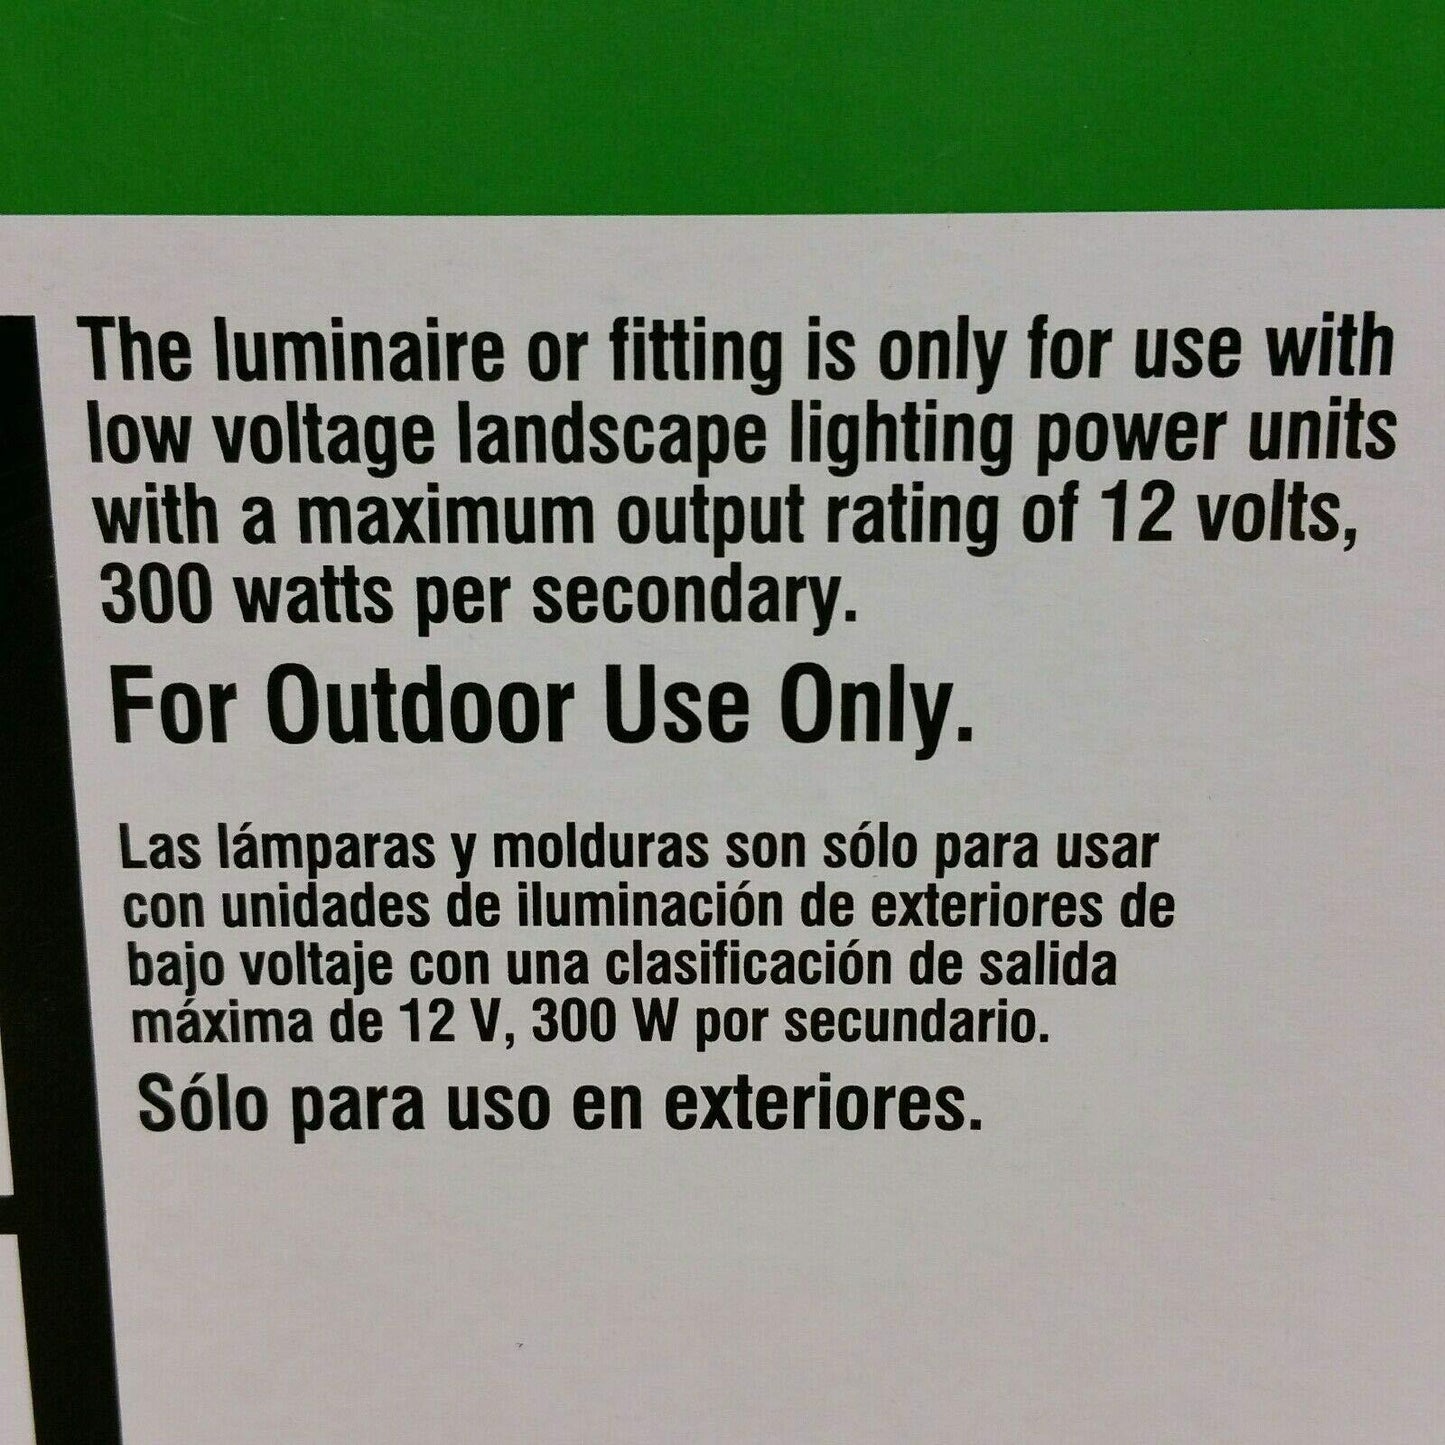 The luminaire or fitting is only for use with
low voltage landscape lighting power units
with a maximum output rating of 12 volts,
300 watts per secondary.
For Outdoor Use Only.
Las lámparas y molduras son sólo para usar
con unidades de iluminación de exteriores de
bajo voltaje con una clasificación de salida
máxima de 12 V, 300 W por secundario.
Sólo para uso en exteriores.